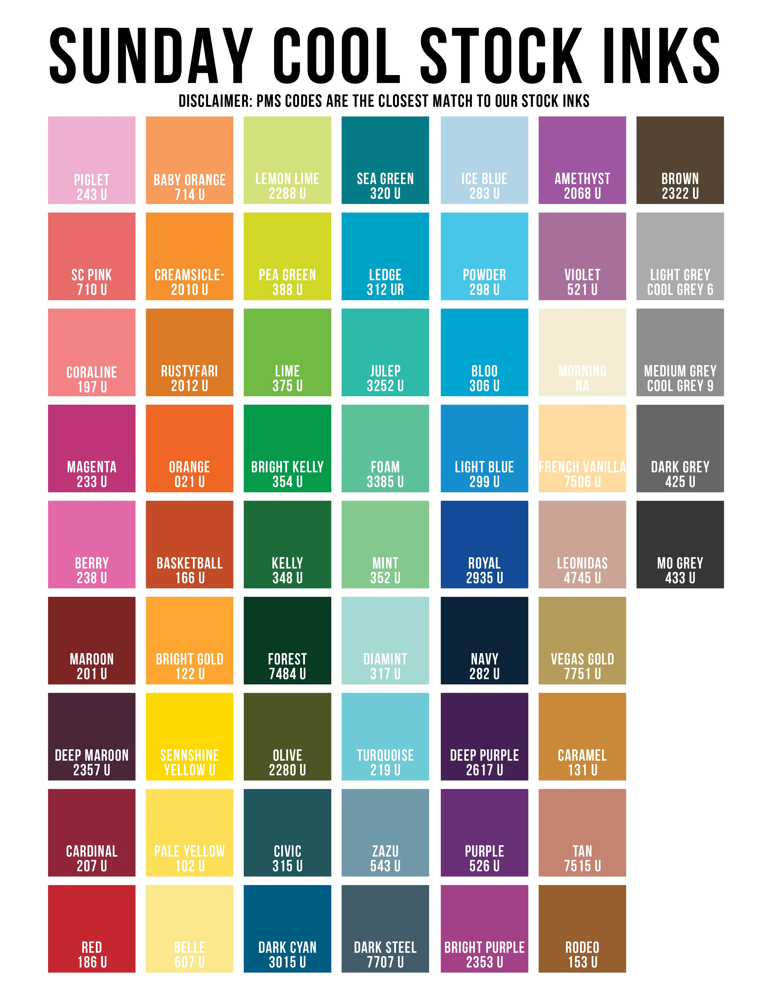 SUNDAY COOL STOCK INKS
DISCLAIMER: PMS CODES ARE THE CLOSEST MATCH TO OUR STOCK INKS
PIGLET
243 U
BABY ORANGE
714 U
LEMON LIME
2288 U
SEA GREEN
320 U
ICE BLUE
283 U
AMETHYST
2068 U
BROWN
2322 U
SC PINK
710 U
CREAMSICLE-
2010 U
PEA GREEN
388 U
LEDGE
312 UR
POWDER
298 U
VIOLET
521 U
LIGHT GREY
COOL GREY 6
CORALINE
197 U
RUSTYFARI
2012 U
LIME
375 U
JULEP
3252 U
BLOO
306 U
MORNING
NA
MEDIUM GREY
COOL GREY 9
MAGENTA
233 U
ORANGE
021 U
BRIGHT KELLY
354 U
FOAM
3385 U
LIGHT BLUE
299 U
FRENCH VANILLA
7506 U
DARK GREY
425 U
BERRY
238 U
BASKETBALL
166 U
KELLY
348 U
MINT
352 U
ROYAL
2935 U
LEONIDAS
4745 U
MO GREY
433 U
MAROON
201 U
BRIGHT GOLD
122 U
FOREST
7484 U
DIAMINT
317 U
NAVY
282 U
VEGAS GOLD
7751 U
DEEP MAROON
2357 U
SENNSHINE
YELLOW U
OLIVE
2280 U
TURQUOISE
219 U
DEEP PURPLE
2617 U
CARAMEL
131 U
CARDINAL
207 U
PALE YELLOW
102 U
CIVIC
315 U
ZAZU
543 U
PURPLE
526 U
TAN
7515 U
RED
186 U
BELLE
607 U
DARK CYAN
3015 U
DARK STEEL
7707 U
BRIGHT PURPLE
2353 U
RODEO
153 U